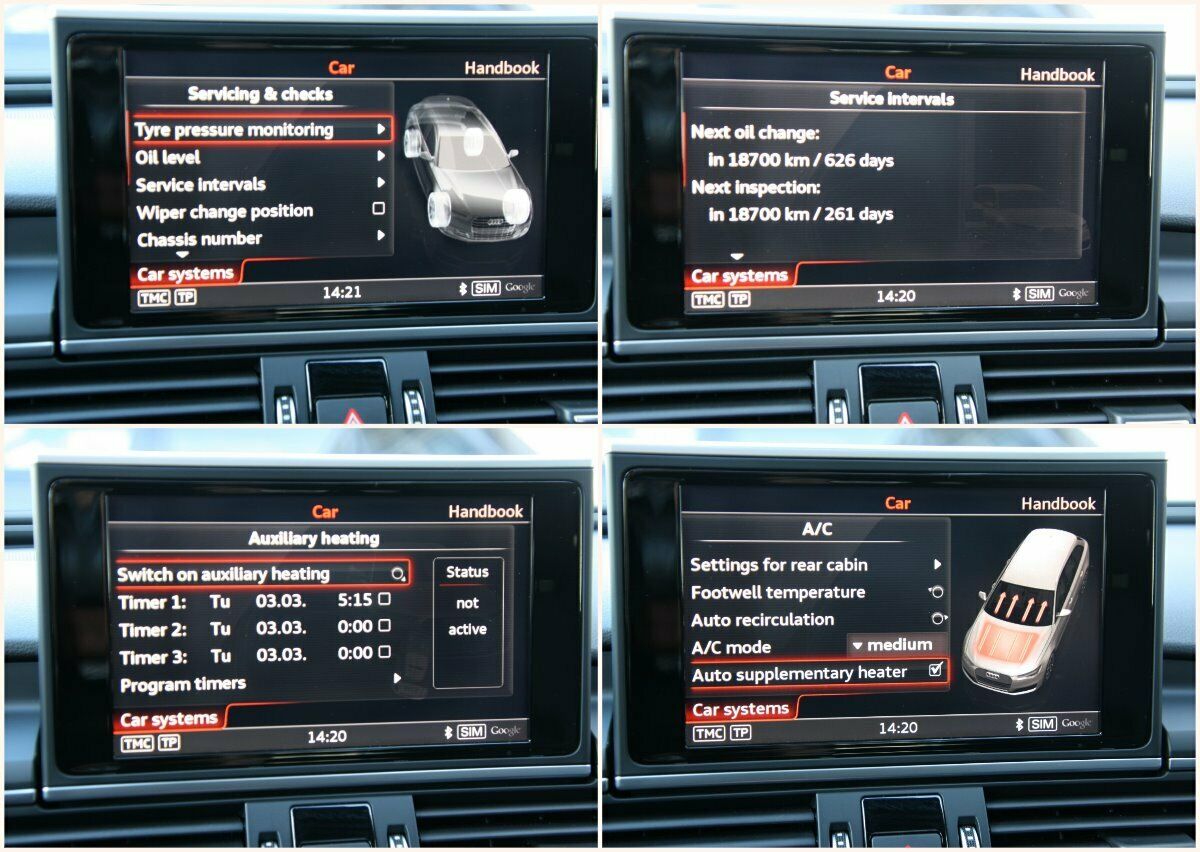 Car Handbook
Servicing & checks
Tyre pressure monitoring
Oil level
Service intervals
Wiper change position
Chassis number
Car systems
TMC TP 14:21 SIM Google
Car Handbook
Service intervals
Next oil change:
in 18700 km / 626 days
Next inspection:
in 18700 km / 261 days
Car systems
TMC TP 14:20 SIM Google
Car Handbook
Auxiliary heating
Switch on auxiliary heating
Timer 1: Tu 03.03. 5:15
Timer 2: Tu 03.03. 0:00
Timer 3: Tu 03.03. 0:00
Program timers
Status
not
active
Car systems
TMC TP 14:20 SIM Google
Car Handbook
A/C
Settings for rear cabin
Footwell temperature
Auto recirculation
A/C mode medium
Auto supplementary heater
Car systems
TMC TP 14:20 SIM Google